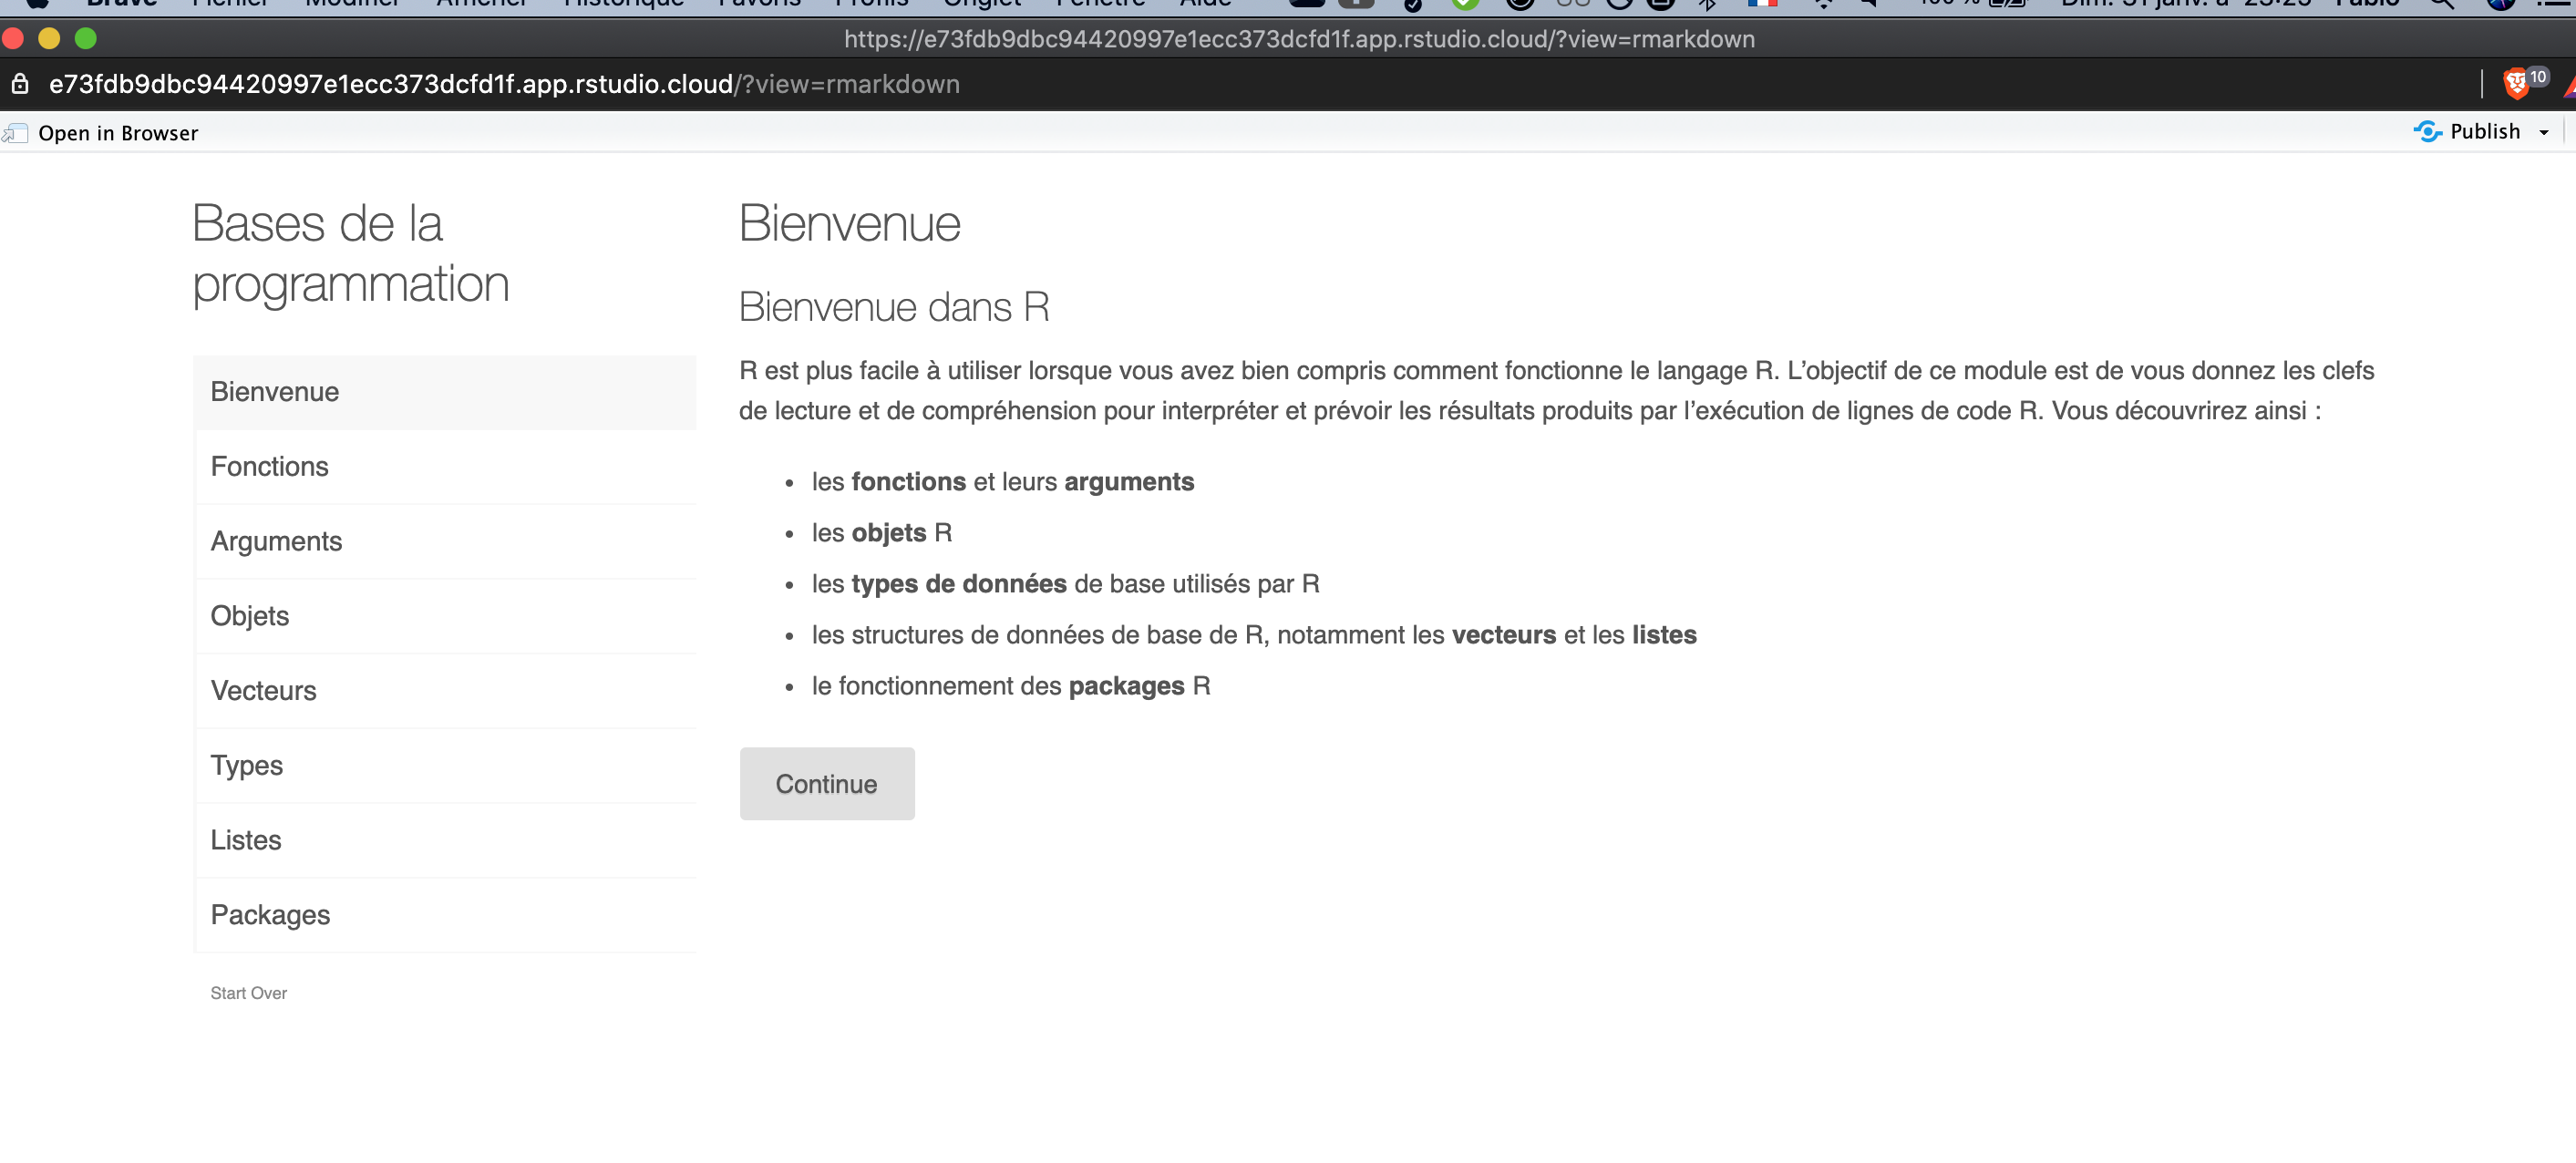 Brave Fichier Modifier Afficher Historique Favoris Profils Onglet Fenêtre Aide 100 % Dim. 31 janv. à 23:23 Fabio
https://e73fdb9dbc94420997e1ecc373dcfd1f.app.rstudio.cloud/?view=rmarkdown
e73fdb9dbc94420997e1ecc373dcfd1f.app.rstudio.cloud/?view=rmarkdown
10
Open in Browser
Publish
Bases de la
programmation
Bienvenue
Fonctions
Arguments
Objets
Vecteurs
Types
Listes
Packages
Start Over
Bienvenue
Bienvenue dans R
R est plus facile à utiliser lorsque vous avez bien compris comment fonctionne le langage R. L’objectif de ce module est de vous donnez les clefs
de lecture et de compréhension pour interpréter et prévoir les résultats produits par l’exécution de lignes de code R. Vous découvrirez ainsi :
• les fonctions et leurs arguments
• les objets R
• les types de données de base utilisés par R
• les structures de données de base de R, notamment les vecteurs et les listes
• le fonctionnement des packages R
Continue